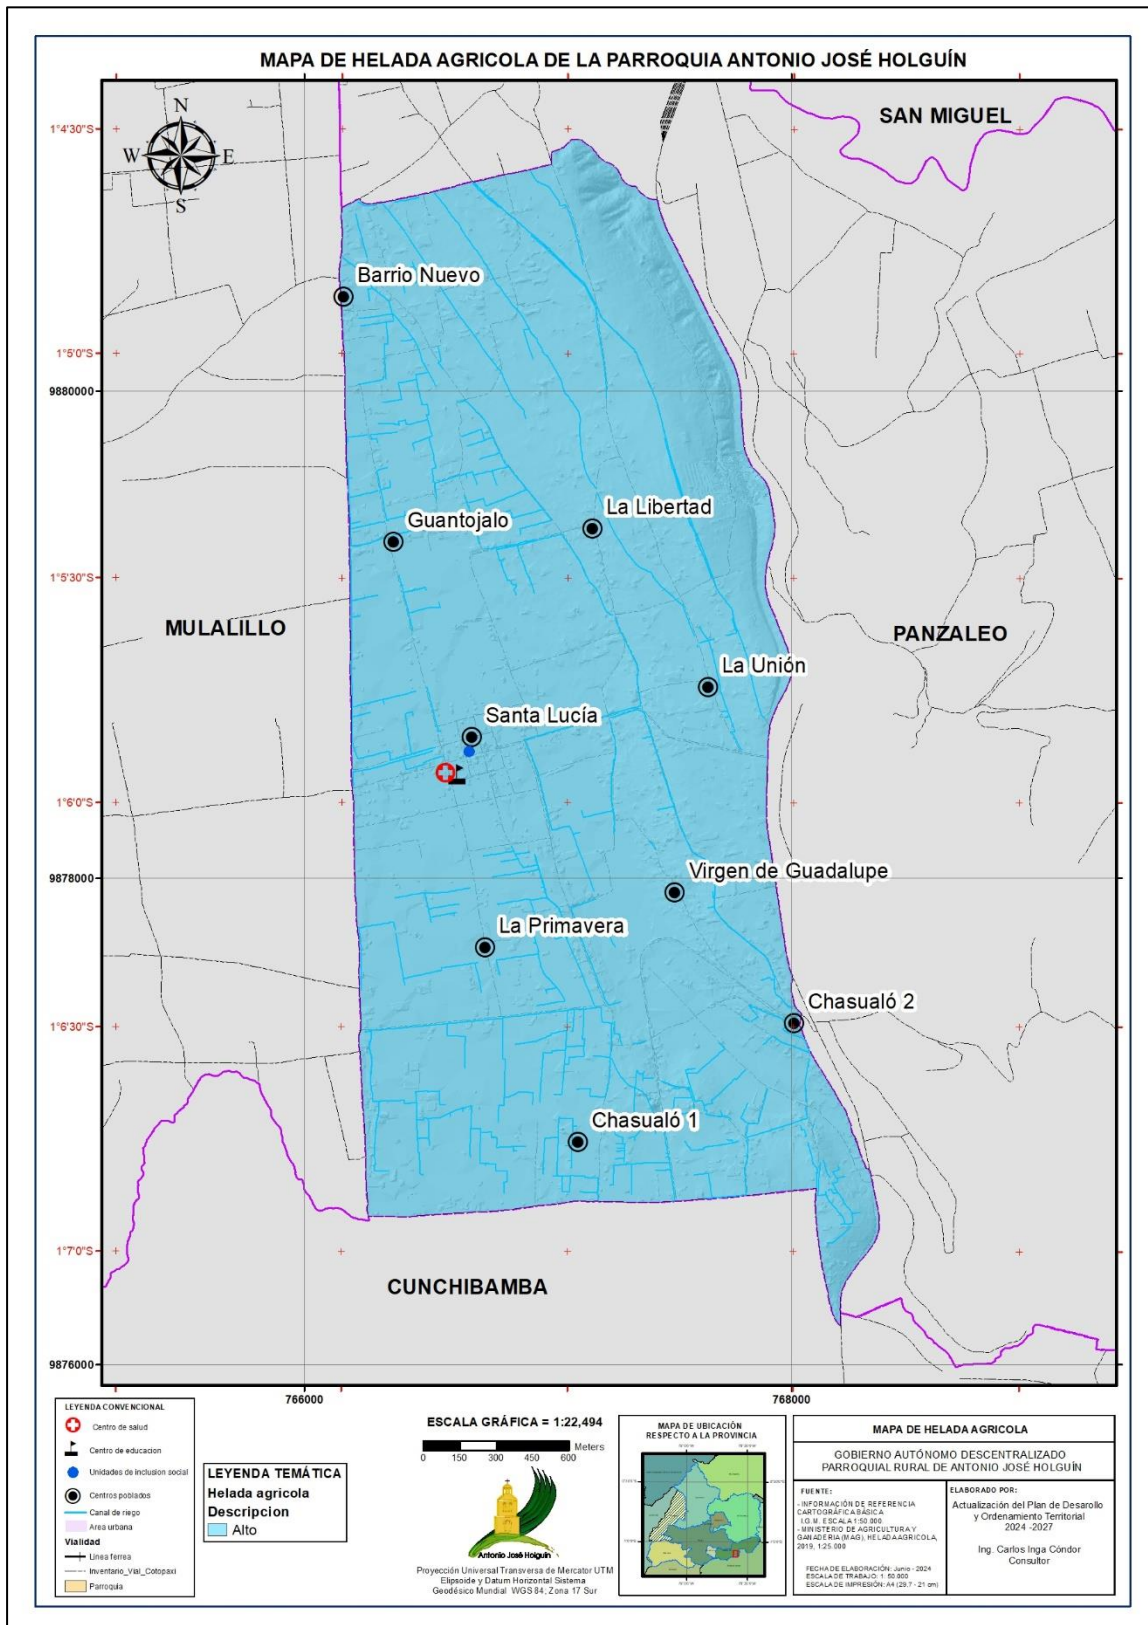 MAPA DE HELADA AGRICOLA DE LA PARROQUIA ANTONIO JOSÉ HOLGUÍN
SAN MIGUEL
N
W E
S
1°4'30"S
Barrio Nuevo
1°5'0"S
9880000
Guantojalo
La Libertad
1°5'30"S
MULALILLO
PANZALEO
La Unión
Santa Lucía
1°6'0"S
9878000
Virgen de Guadalupe
La Primavera
Chasualó 2
1°6'30"S
Chasualó 1
1°7'0"S
CUNCHIBAMBA
9876000
766000
768000
LEYENDA CONVENCIONAL
Centro de salud
Centro de educacion
Unidades de inclusion social
Centros poblados
Canal de riego
Area urbana
Vialidad
Linea ferrea
Inventario_Vial_Cotopaxi
Parroquia
LEYENDA TEMÁTICA
Helada agricola
Descripcion
Alto
ESCALA GRÁFICA = 1:22,494
Meters
0 150 300 450 600
Antonio José Holguín
Proyección Universal Transversa de Mercator UTM
Elipsoide y Datum Horizontal Sistema
Geodésico Mundial WGS 84; Zona 17 Sur
MAPA DE UBICACIÓN
RESPECTO A LA PROVINCIA
MAPA DE HELADA AGRICOLA
GOBIERNO AUTÓNOMO DESCENTRALIZADO
PARROQUIAL RURAL DE ANTONIO JOSÉ HOLGUÍN
FUENTE:
- INFORMACIÓN DE REFERENCIA
CARTOGRÁFICA BÁSICA
I.G.M. ESCALA 1:50 000
- MINISTERIO DE AGRICULTURA Y
GANADERIA (MAG), HELADA AGRICOLA,
2019, 1:25.000
FECHA DE ELABORACIÓN: Junio - 2024
ESCALA DE TRABAJO: 1: 50.000
ESCALA DE IMPRESIÓN: A4 (29,7 - 21 cm)
ELABORADO POR:
Actualización del Plan de Desarollo
y Ordenamiento Territorial
2024 -2027
Ing. Carlos Inga Cóndor
Consultor